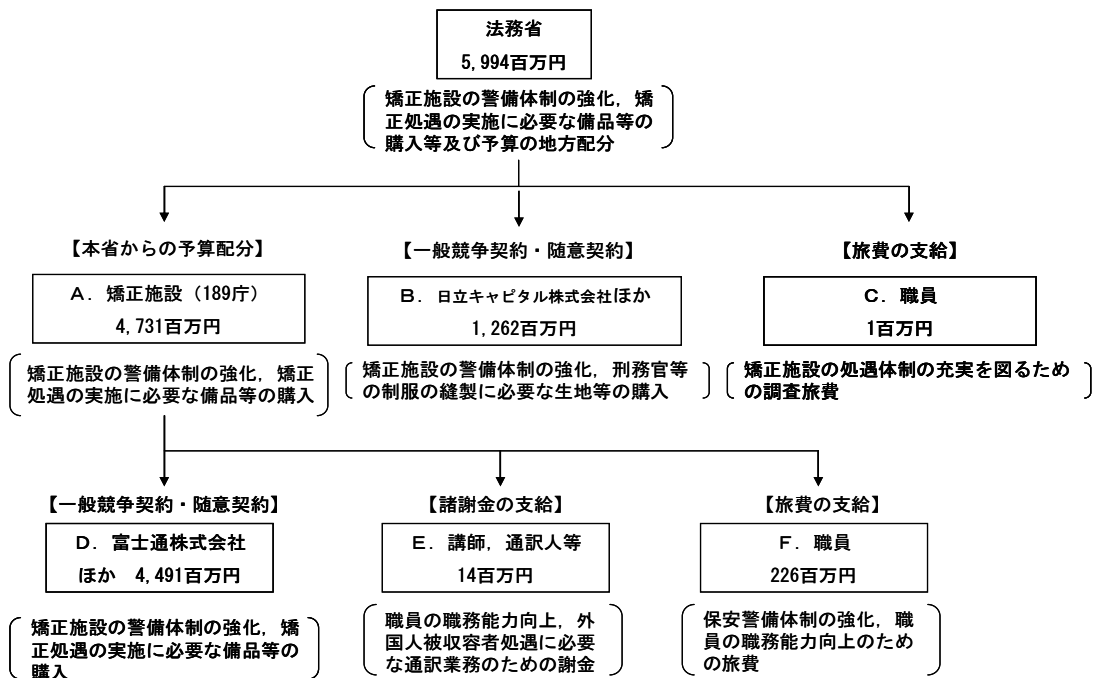 法務省
5,994百万円
矯正施設の警備体制の強化，矯
正処遇の実施に必要な備品等の
購入等及び予算の地方配分
【本省からの予算配分】
A．矯正施設（189庁）
4,731百万円
矯正施設の警備体制の強化，矯正
処遇の実施に必要な備品等の購入
【一般競争契約・随意契約】
B．日立キャピタル株式会社ほか
1,262百万円
矯正施設の警備体制の強化，刑務官等
の制服の縫製に必要な生地等の購入
【旅費の支給】
C．職員
1百万円
矯正施設の処遇体制の充実を図るため
の調査旅費
【一般競争契約・随意契約】
D．富士通株式会社
ほか　4,491百万円
矯正施設の警備体制の強化，矯
正処遇の実施に必要な備品等の
購入
【諸謝金の支給】
E．講師，通訳人等
14百万円
職員の職務能力向上，外
国人被収容者処遇に必要
な通訳業務のための謝金
【旅費の支給】
F．職員
226百万円
保安警備体制の強化，職
員の職務能力向上のため
の旅費